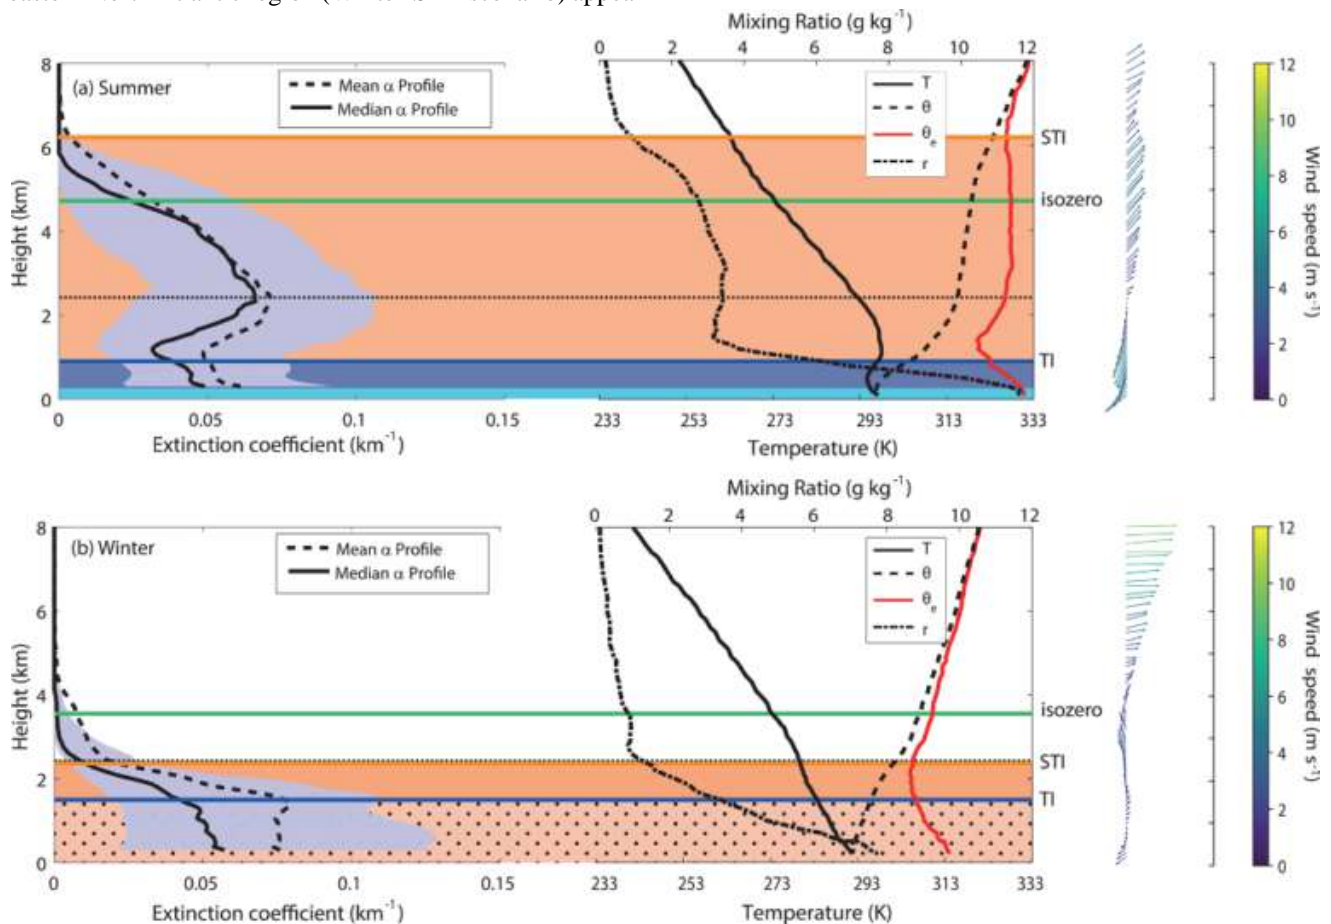 Mixing Ratio (g kg-1)
0 2 4 6 8 10 12
8
(a) Summer
Mean α Profile
Median α Profile
T
θ
θe
r
12
10
8
6
4
2
0
Wind speed (m s-1)
6
STI
isozero
4
Height (km)
2
TI
0
0 0.05 0.1 0.15
233 253 273 293 313 333
Extinction coefficient (km-1)
Temperature (K)
Mixing Ratio (g kg-1)
0 2 4 6 8 10 12
8
(b) Winter
Mean α Profile
Median α Profile
T
θ
θe
r
12
10
8
6
4
2
0
Wind speed (m s-1)
6
4
isozero
Height (km)
STI
2
TI
0
0 0.05 0.1 0.15
233 253 273 293 313 333
Extinction coefficient (km-1)
Temperature (K)